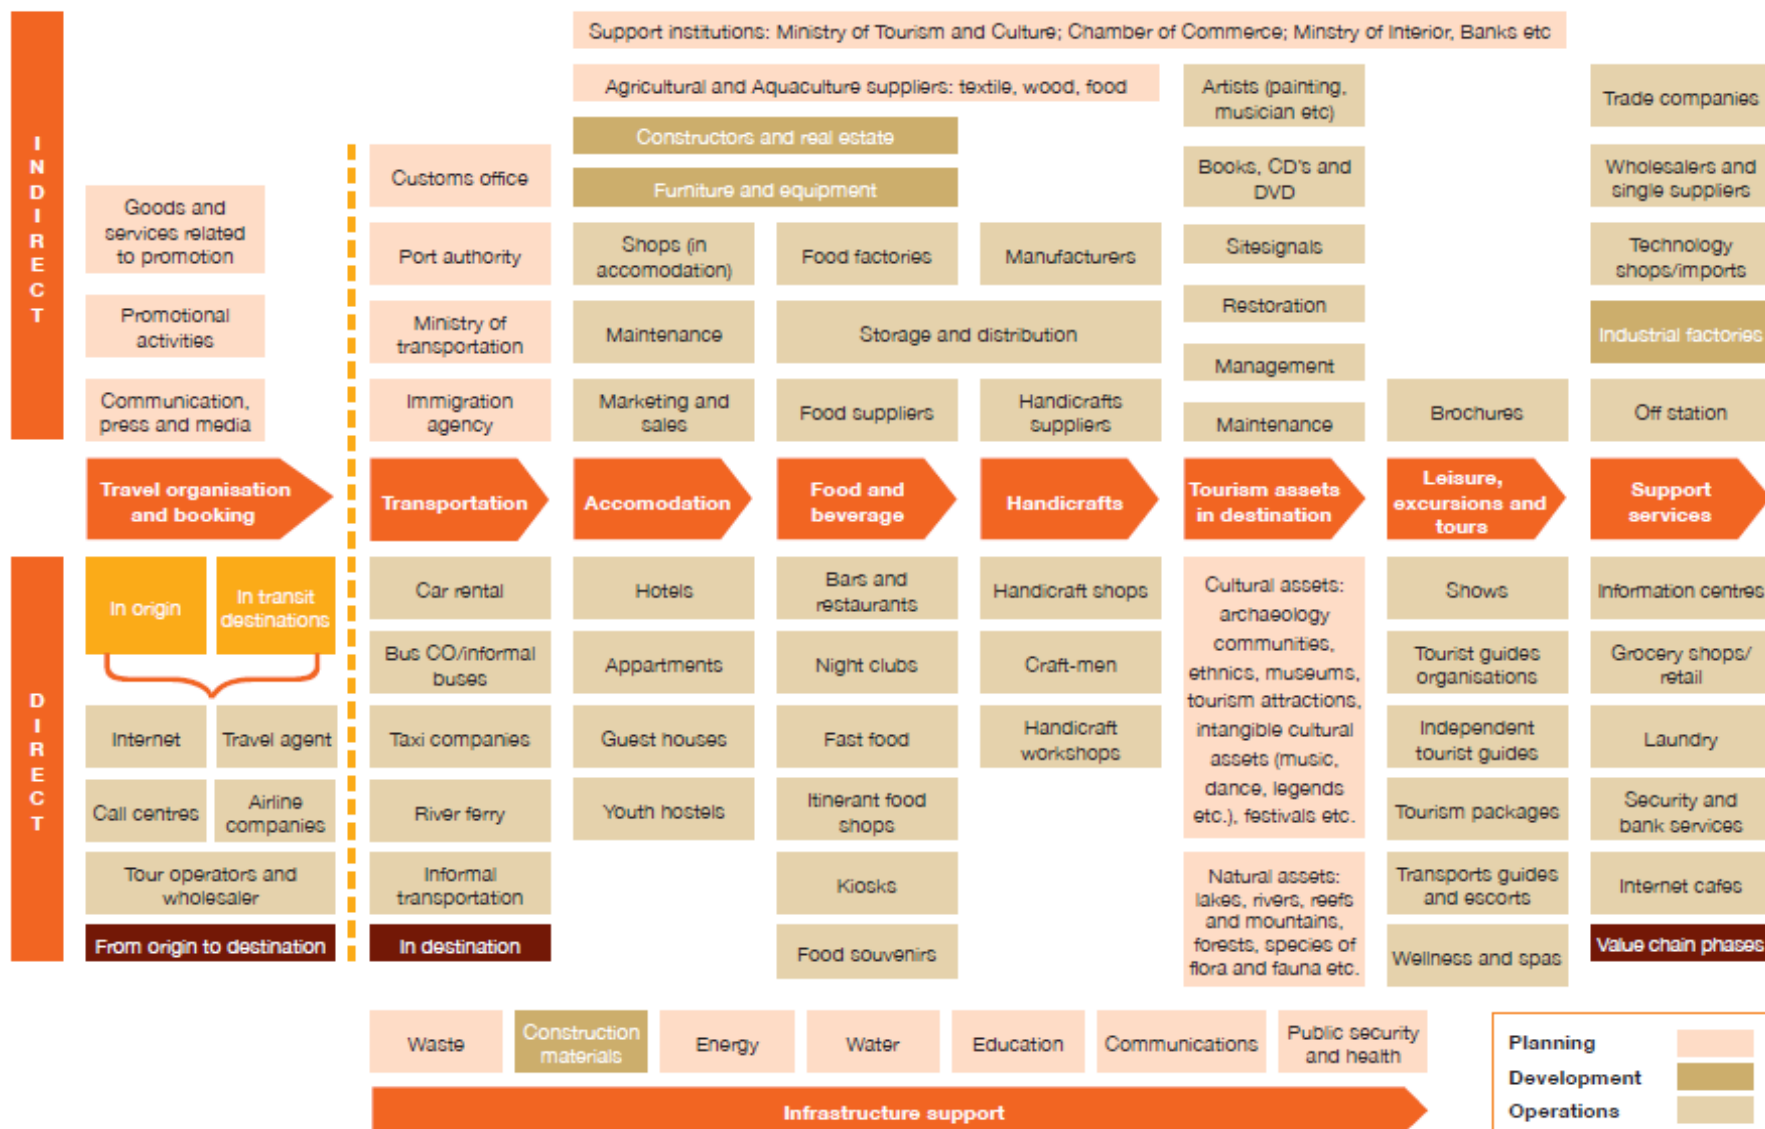 INDIRECT
Support institutions: Ministry of Tourism and Culture; Chamber of Commerce; Minstry of Interior, Banks etc
Agricultural and Aquaculture suppliers: textile, wood, food
Constructors and real estate
Furniture and equipment
Goods and
services related
to promotion
Promotional
activities
Communication,
press and media
Customs office
Port authority
Ministry of
transportation
Immigration
agency
Shops (in
accomodation)
Maintenance
Marketing and
sales
Food factories
Storage and distribution
Food suppliers
Manufacturers
Handicrafts
suppliers
Artists (painting,
musician etc)
Books, CD's and
DVD
Sitesignals
Restoration
Management
Maintenance
Brochures
Trade companies
Wholesalers and
single suppliers
Technology
shops/imports
Industrial factories
Off station
Travel organisation
and booking
Transportation
Accomodation
Food and
beverage
Handicrafts
Tourism assets
in destination
Leisure,
excursions and
tours
Support
services
DIRECT
In origin
In transit
destinations
Internet
Travel agent
Call centres
Airline
companies
Tour operators and
wholesaler
From origin to destination
Car rental
Bus CO/informal
buses
Taxi companies
River ferry
Informal
transportation
In destination
Hotels
Appartments
Guest houses
Youth hostels
Bars and
restaurants
Night clubs
Fast food
Itinerant food
shops
Kiosks
Food souvenirs
Handicraft shops
Craft-men
Handicraft
workshops
Cultural assets:
archaeology
communities,
ethnics, museums,
tourism attractions,
intangible cultural
assets (music,
dance, legends
etc.), festivals etc.
Natural assets:
lakes, rivers, reefs
and mountains,
forests, species of
flora and fauna etc.
Shows
Tourist guides
organisations
Independent
tourist guides
Tourism packages
Transports guides
and escorts
Wellness and spas
Information centres
Grocery shops/
retail
Laundry
Security and
bank services
Internet cafes
Value chain phases
Waste
Construction
materials
Energy
Water
Education
Communications
Public security
and health
Infrastructure support
Planning
Development
Operations